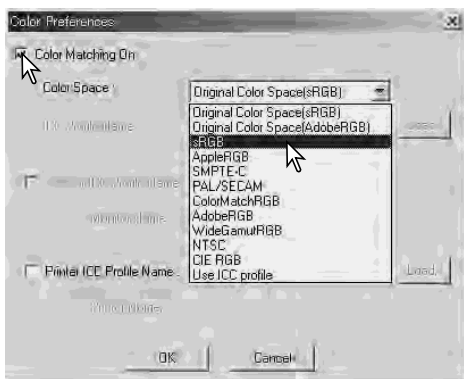 Color Preferences
Color Matching On
Color Space :
Original Color Space(sRGB)
Original Color Space(sRGB)
Original Color Space(AdobeRGB)
sRGB
AppleRGB
SMPTE-C
PAL/SECAM
ColorMatchRGB
AdobeRGB
WideGamutRGB
NTSC
CIE RGB
Use ICC profile
Printer ICC Profile Name :
Load
OK
Cancel